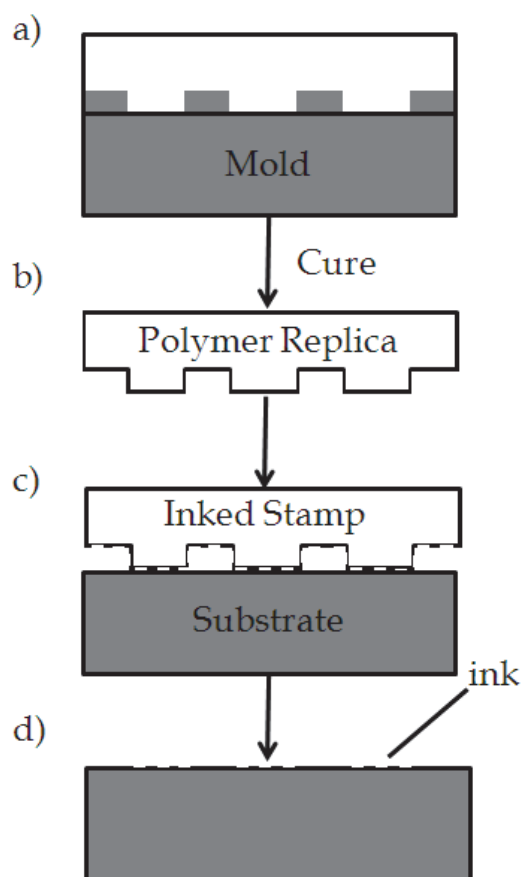 a)
Mold
Cure
b)
Polymer Replica
c)
Inked Stamp
Substrate
ink
d)